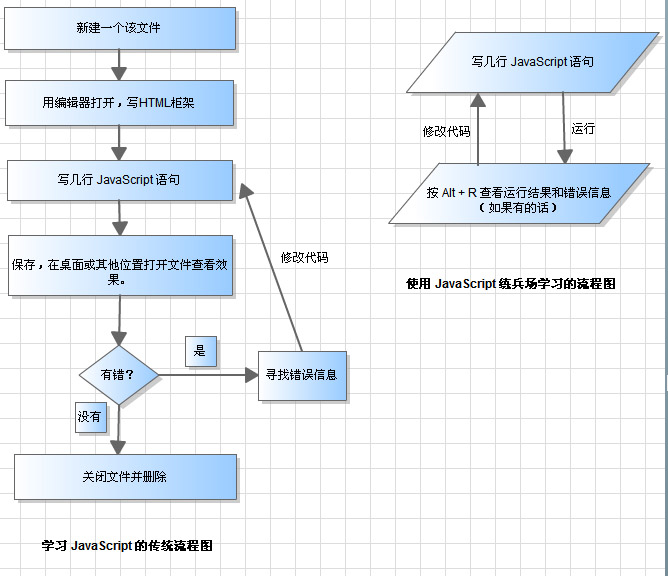 新建一个该文件
用编辑器打开，写HTML框架
写几行 JavaScript 语句
保存，在桌面或其他位置打开文件查看效
果。
有错？
是
寻找错误信息
修改代码
没有
关闭文件并删除
学习 JavaScript 的传统流程图
写几行 JavaScript 语句
修改代码
运行
按 Alt + R 查看运行结果和错误信息
（如果有的话）
使用 JavaScript 练兵场学习的流程图